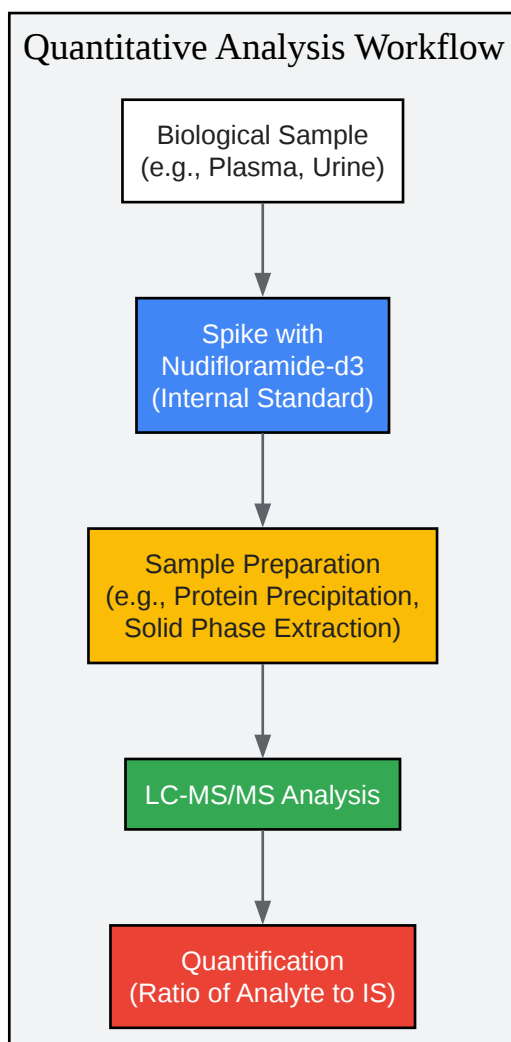 Quantitative Analysis Workflow
Biological Sample
(e.g., Plasma, Urine)
Spike with
Nudifloramide-d3
(Internal Standard)
Sample Preparation
(e.g., Protein Precipitation,
Solid Phase Extraction)
LC-MS/MS Analysis
Quantification
(Ratio of Analyte to IS)